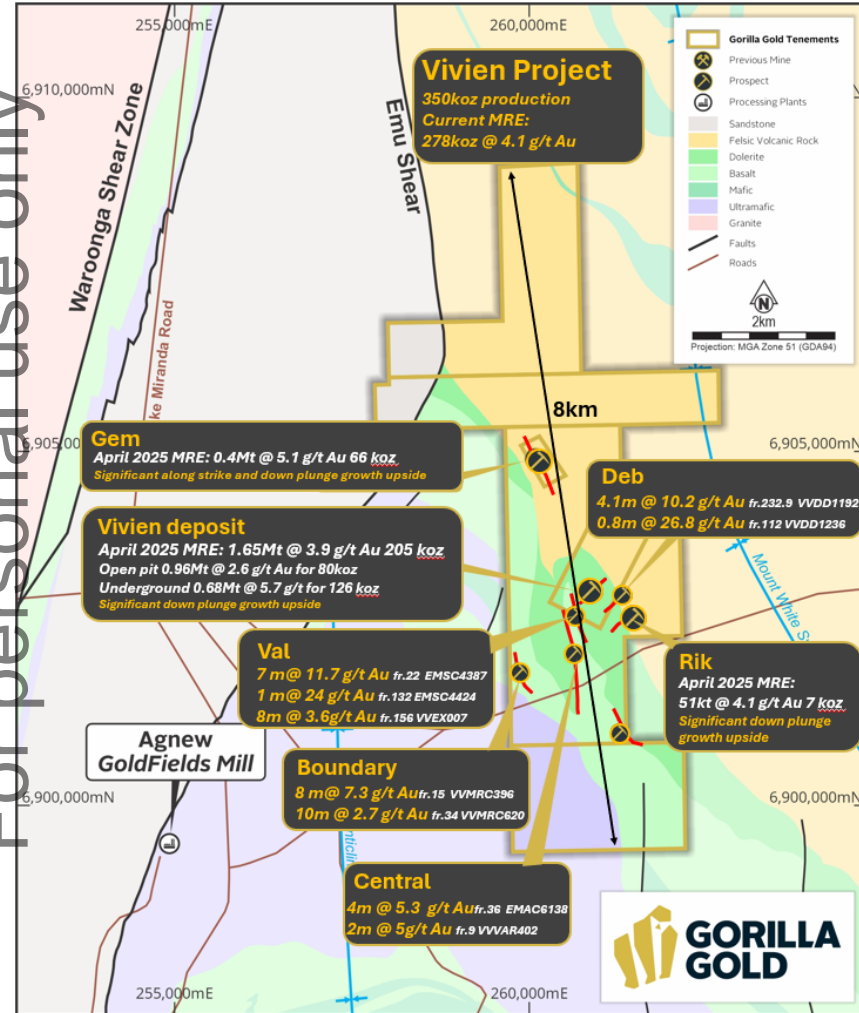 For personal use only
255,000mE
260,000mE
6,910,000mN
Waroonga Shear Zone
Emu Shear
Vivien Project
350koz production
Current MRE:
278koz @ 4.1 g/t Au
Gorilla Gold Tenements
Previous Mine
Prospect
Processing Plants
Sandstone
Felsic Volcanic Rock
Dolerite
Basalt
Mafic
Ultramafic
Granite
Faults
Roads
N
2km
Projection: MGA Zone 51 (GDA94)
ke Miranda Road
8km
6,905,00
6,905,000mN
Gem
April 2025 MRE: 0.4Mt @ 5.1 g/t Au 66 koz
Significant along strike and down plunge growth upside
Deb
4.1m @ 10.2 g/t Au fr.232.9 VVDD1192
0.8m @ 26.8 g/t Au fr.112 VVDD1236
Vivien deposit
April 2025 MRE: 1.65Mt @ 3.9 g/t Au 205 koz
Open pit 0.96Mt @ 2.6 g/t Au for 80koz
Underground 0.68Mt @ 5.7 g/t for 126 koz
Significant down plunge growth upside
Mount White S
Val
7 m@ 11.7 g/t Au fr.22 EMSC4387
1 m@ 24 g/t Au fr.132 EMSC4424
8m @ 3.6g/t Au fr.156 VVEX007
Rik
April 2025 MRE:
51kt @ 4.1 g/t Au 7 koz
Significant down plunge
growth upside
Agnew
GoldFields Mill
Boundary
8 m@ 7.3 g/t Aufr.15 VVMRC396
10m @ 2.7 g/t Au fr.34 VVMRC620
6,900,000mN
6,900,000mN
nticlin
Central
4m @ 5.3 g/t Aufr.36 EMAC6138
2m @ 5g/t Au fr.9 VVVAR402
GORILLA
GOLD
255,000mE
260,000mE